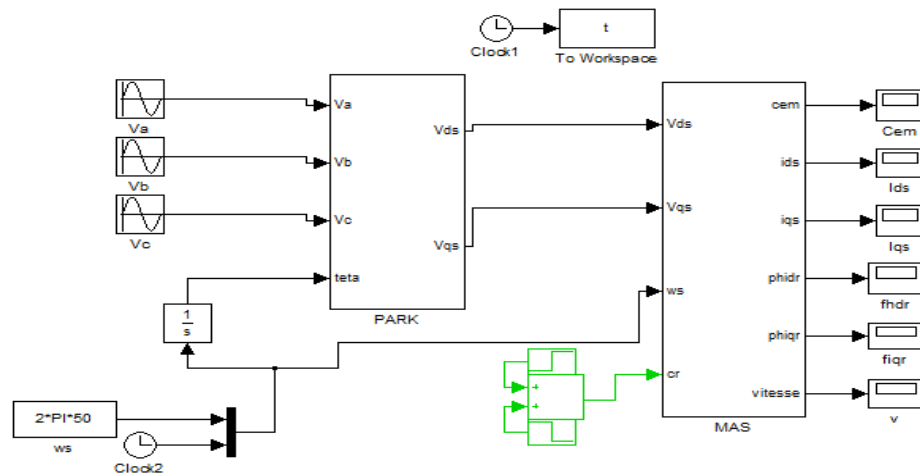 Clock1
t
To Workspace
Va
Vb
Vc
Va
Vb
Vc
teta
Vds
Vqs
PARK
1
s
2*PI*50
ws
Clock2
+
+
Vds
Vqs
ws
cr
cem
ids
iqs
phidr
phiqr
vitesse
MAS
Cem
Ids
Iqs
fhdr
fiqr
v